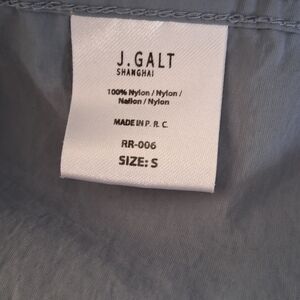 J. GALT
SHANGHAI
100% Nylon / Nylon /
Nailon / Nylon
MADE IN P. R. C.
RR-006
SIZE: S